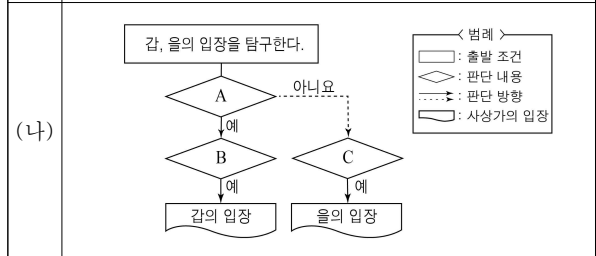 (나)
갑, 을의 입장을 탐구한다.
A
아니요
예
B
C
예
예
갑의 입장
을의 입장
< 범례 >
: 출발 조건
: 판단 내용
: 판단 방향
: 사상가의 입장